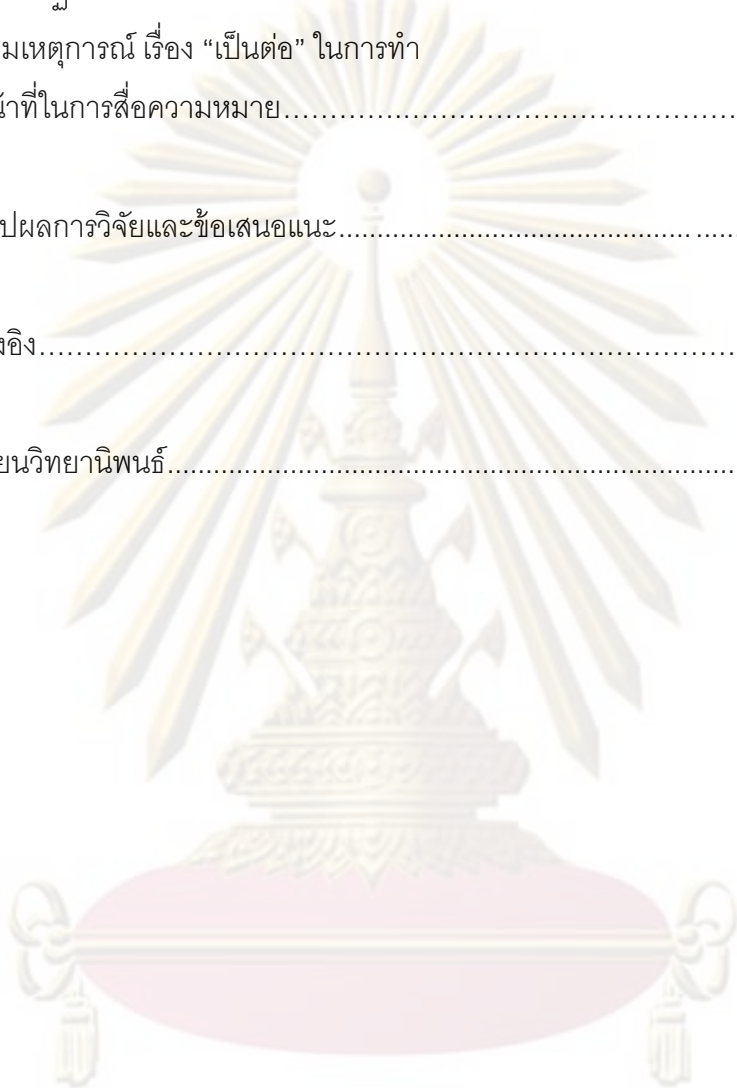 มเหตุการณ์ เรื่อง “เป็นต่อ” ในการทำ
น้าที่ในการสื่อความหมาย……………………………………………
ปผลการวิจัยและข้อเสนอแนะ...............................................................................
งอิง……………………………………………………………………………
ยนวิทยานิพนธ์................................................................................................